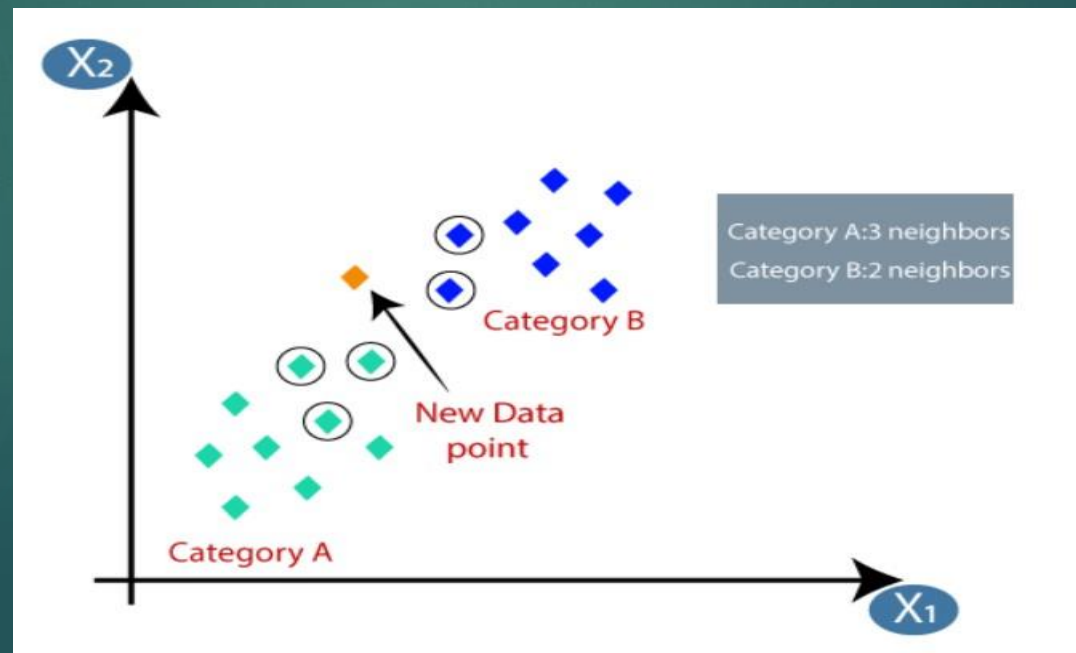 X₂
Category A:3 neighbors
Category B:2 neighbors
Category B
New Data
point
Category A
X₁